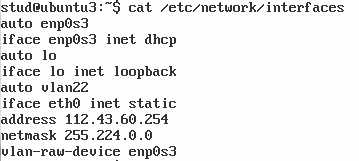 stud@ubuntu3:~$ cat /etc/network/interfaces
auto enp0s3
iface enp0s3 inet dhcp
auto lo
iface lo inet loopback
auto vlan22
iface eth0 inet static
address 112.43.60.254
netmask 255.224.0.0
vlan-raw-device enp0s3